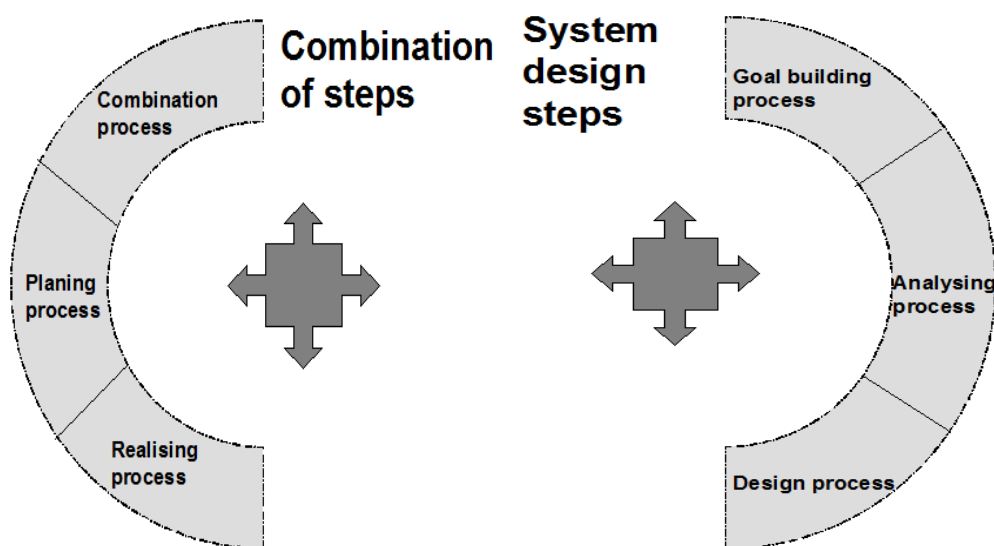 Combination
of steps
System
design
steps
Combination
process
Planing
process
Realising
process
Goal building
process
Analysing
process
Design process